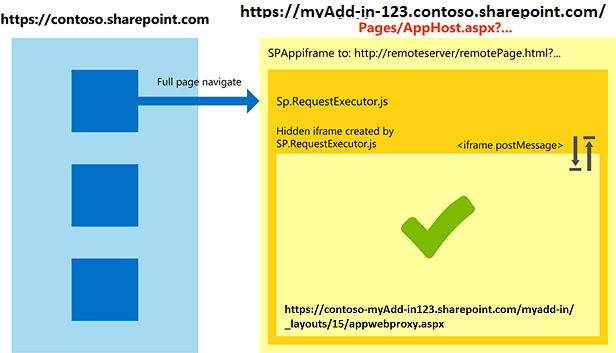 https://contoso.sharepoint.com
https://myAdd-in-123.contoso.sharepoint.com/
Pages/AppHost.aspx?...
SPAppiframe to: http://remoteserver/remotePage.html?...
Full page navigate
Sp.RequestExecutor.js
Hidden iframe created by
SP.RequestExecutor.js
<iframe postMessage>
https://contoso-myAdd-in123.sharepoint.com/myadd-in/
_layouts/15/appwebproxy.aspx